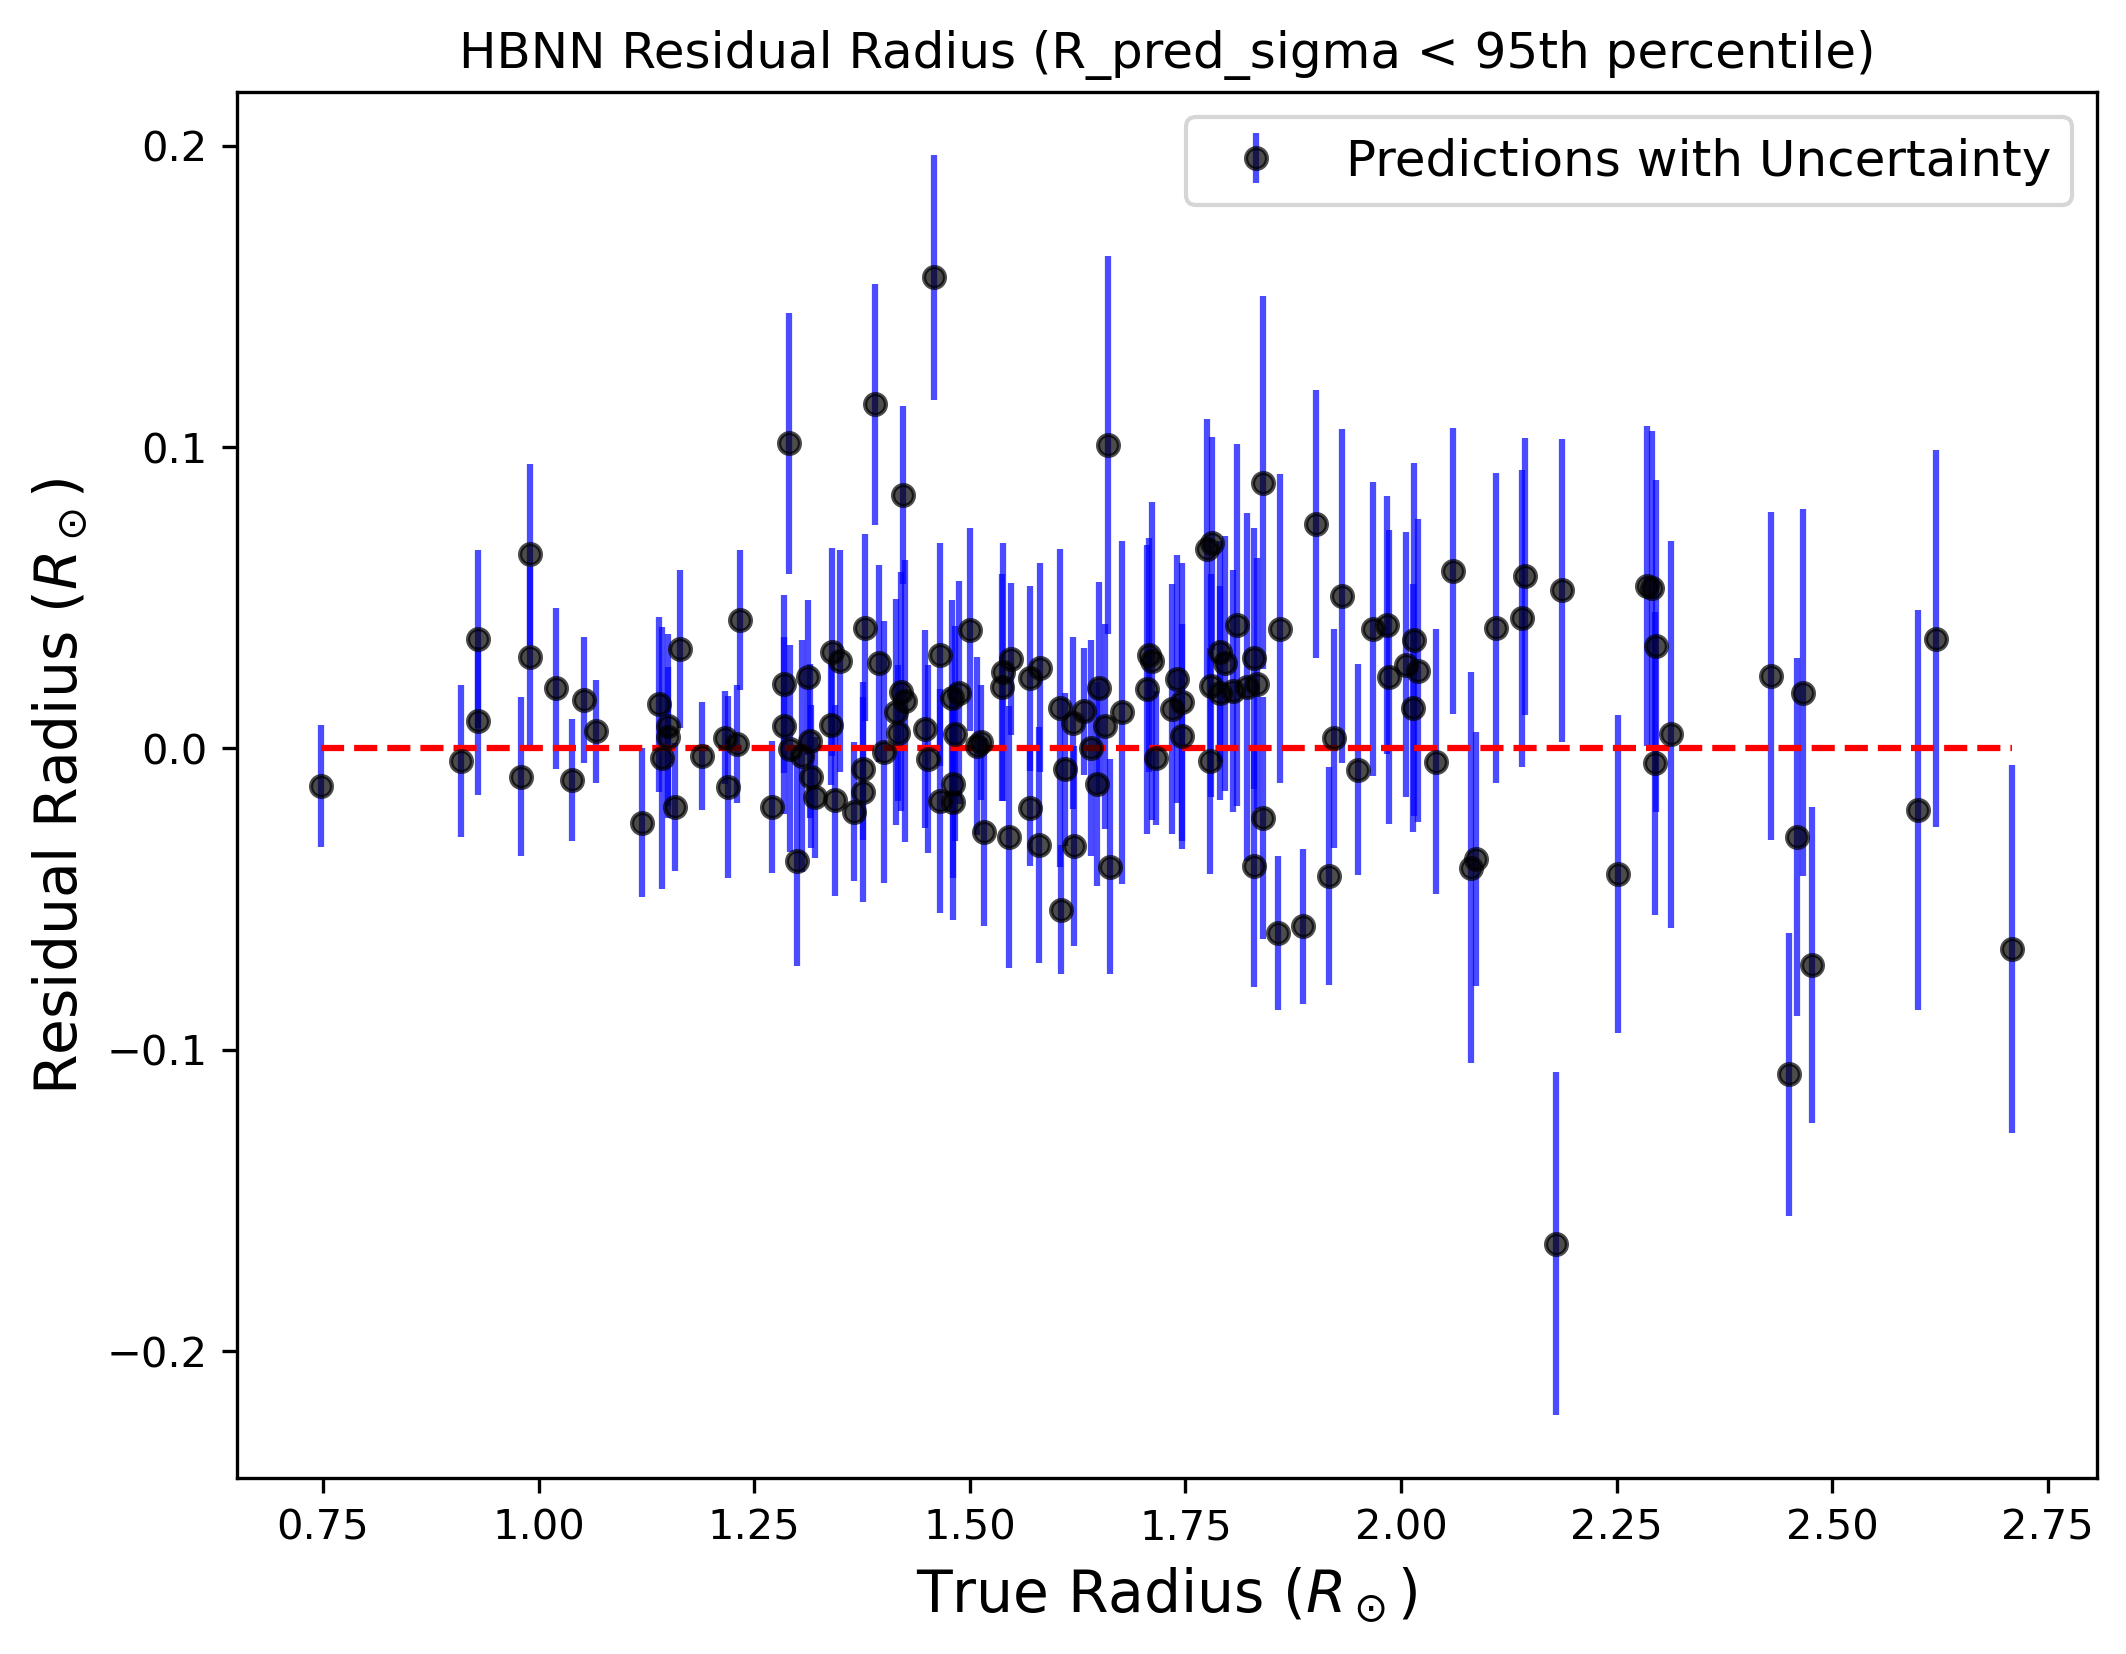 HBNN Residual Radius (R_pred_sigma < 95th percentile)
Predictions with Uncertainty
0.2
0.1
0.0
−0.1
−0.2
Residual Radius (R⊙)
0.75 1.00 1.25 1.50 1.75 2.00 2.25 2.50 2.75
True Radius (R⊙)